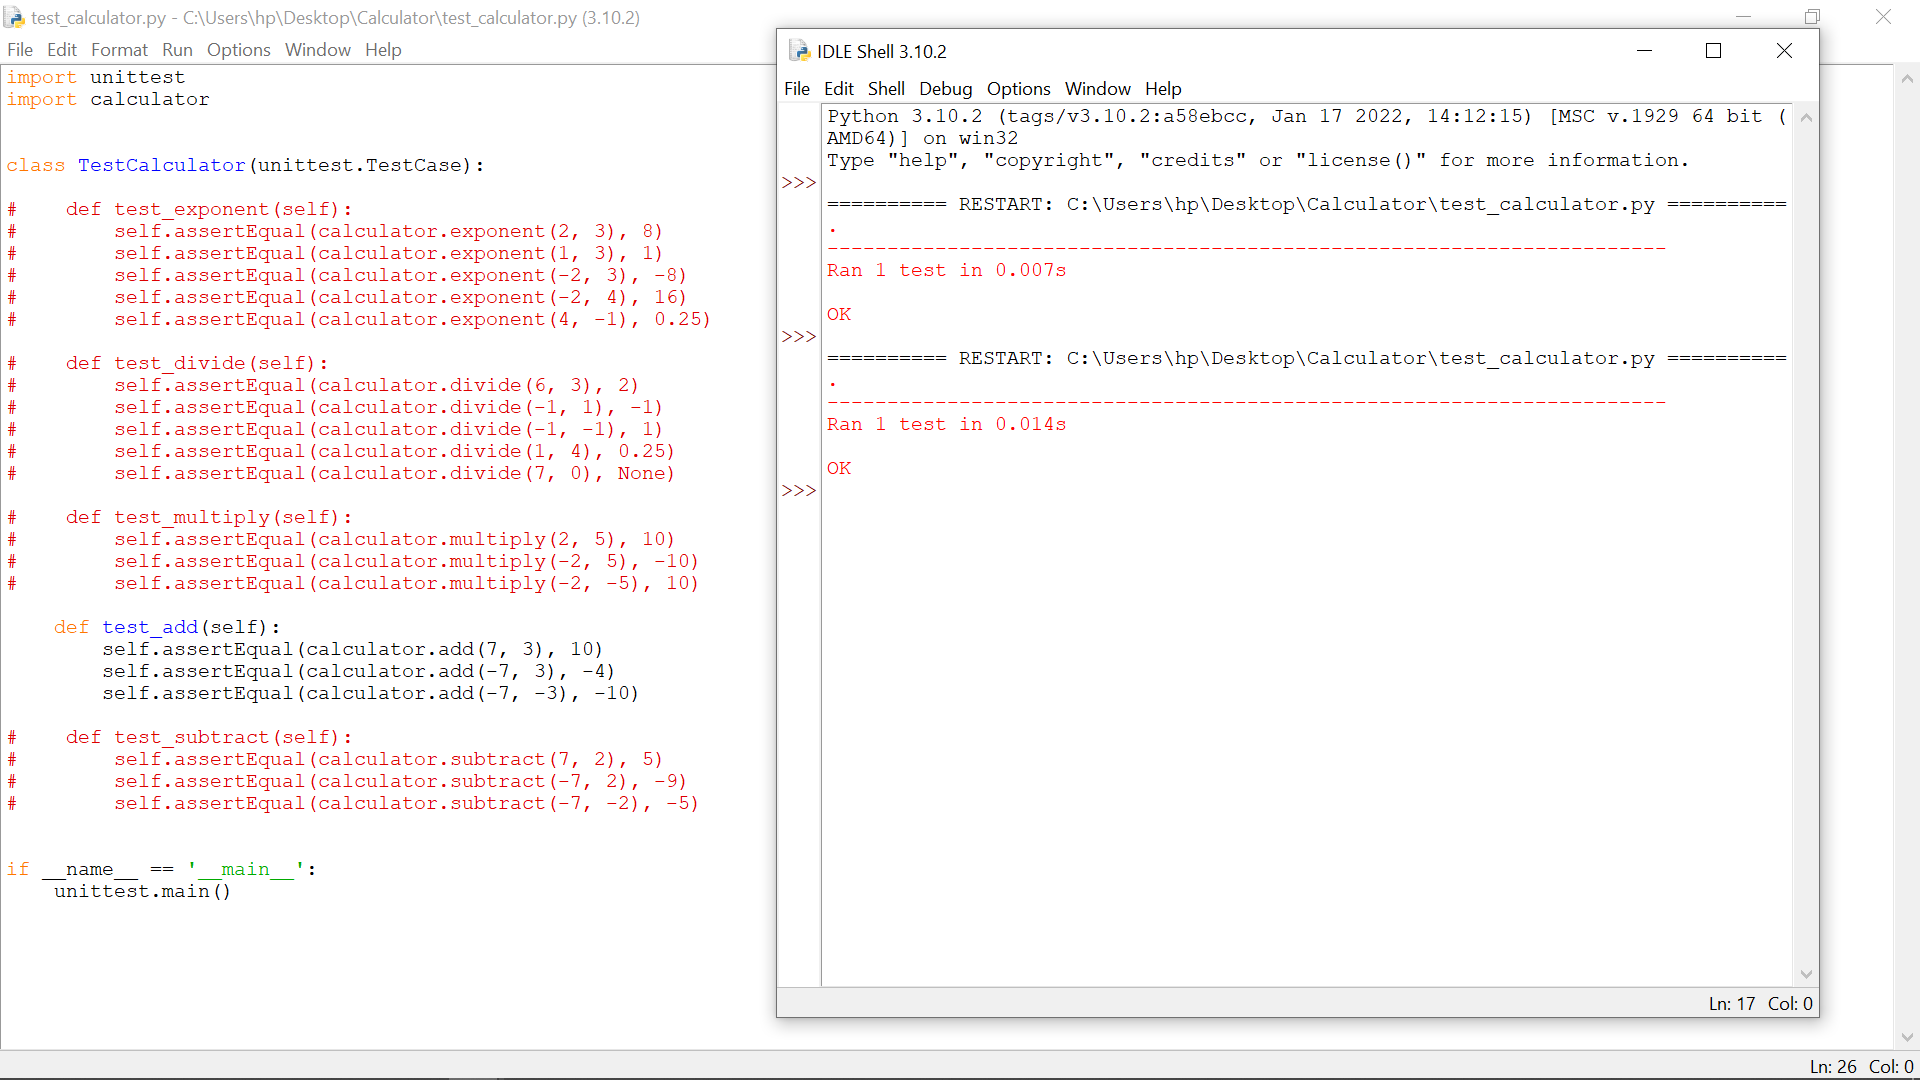 test_calculator.py - C:\Users\hp\Desktop\Calculator\test_calculator.py (3.10.2)
File Edit Format Run Options Window Help
import unittest
import calculator
class TestCalculator(unittest.TestCase):
#    def test_exponent(self):
#        self.assertEqual(calculator.exponent(2, 3), 8)
#        self.assertEqual(calculator.exponent(1, 3), 1)
#        self.assertEqual(calculator.exponent(-2, 3), -8)
#        self.assertEqual(calculator.exponent(-2, 4), 16)
#        self.assertEqual(calculator.exponent(4, -1), 0.25)
#    def test_divide(self):
#        self.assertEqual(calculator.divide(6, 3), 2)
#        self.assertEqual(calculator.divide(-1, 1), -1)
#        self.assertEqual(calculator.divide(-1, -1), 1)
#        self.assertEqual(calculator.divide(1, 4), 0.25)
#        self.assertEqual(calculator.divide(7, 0), None)
#    def test_multiply(self):
#        self.assertEqual(calculator.multiply(2, 5), 10)
#        self.assertEqual(calculator.multiply(-2, 5), -10)
#        self.assertEqual(calculator.multiply(-2, -5), 10)
    def test_add(self):
        self.assertEqual(calculator.add(7, 3), 10)
        self.assertEqual(calculator.add(-7, 3), -4)
        self.assertEqual(calculator.add(-7, -3), -10)
#    def test_subtract(self):
#        self.assertEqual(calculator.subtract(7, 2), 5)
#        self.assertEqual(calculator.subtract(-7, 2), -9)
#        self.assertEqual(calculator.subtract(-7, -2), -5)
if __name__ == '__main__':
    unittest.main()
IDLE Shell 3.10.2
File Edit Shell Debug Options Window Help
Python 3.10.2 (tags/v3.10.2:a58ebcc, Jan 17 2022, 14:12:15) [MSC v.1929 64 bit (
AMD64)] on win32
Type "help", "copyright", "credits" or "license()" for more information.
>>>
========== RESTART: C:\Users\hp\Desktop\Calculator\test_calculator.py ==========
.
----------------------------------------------------------------------
Ran 1 test in 0.007s
OK
>>>
========== RESTART: C:\Users\hp\Desktop\Calculator\test_calculator.py ==========
.
----------------------------------------------------------------------
Ran 1 test in 0.014s
OK
>>>
Ln: 17 Col: 0
Ln: 26 Col: 0